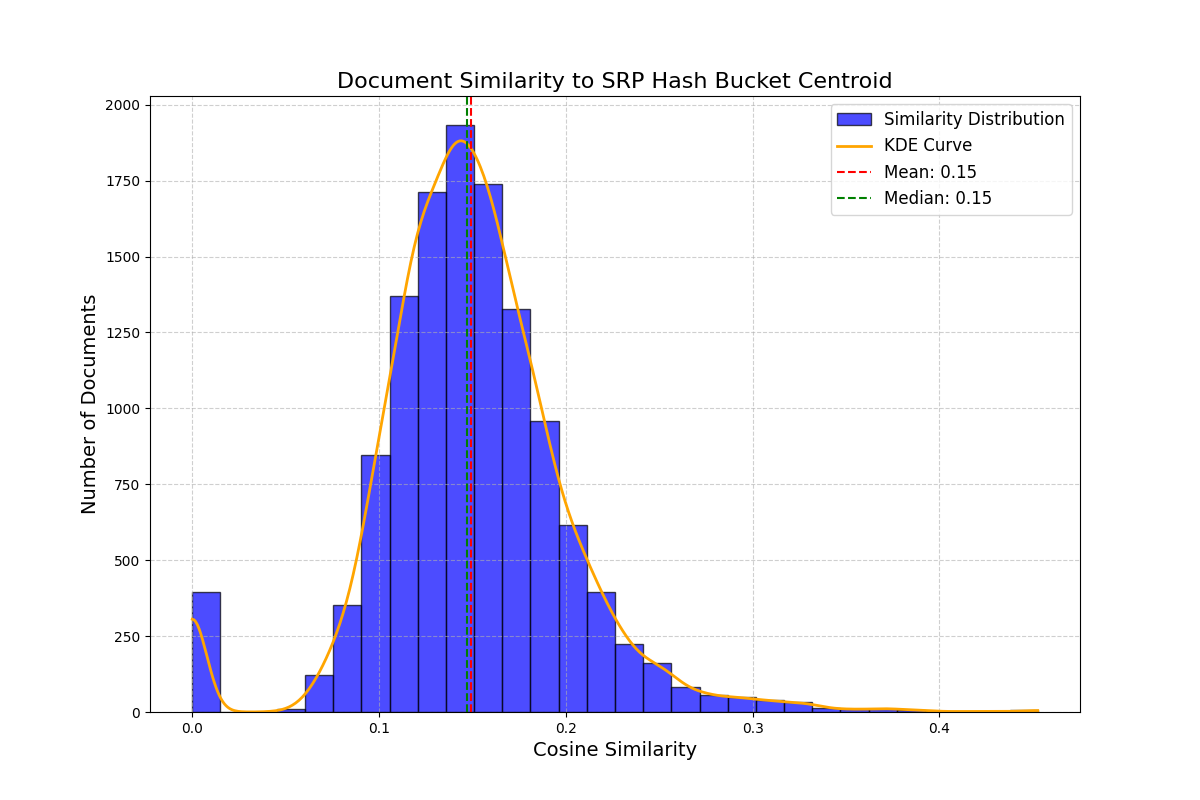 Document Similarity to SRP Hash Bucket Centroid
Similarity Distribution
KDE Curve
Mean: 0.15
Median: 0.15
Number of Documents
2000
1750
1500
1250
1000
750
500
250
0
0.0 0.1 0.2 0.3 0.4
Cosine Similarity